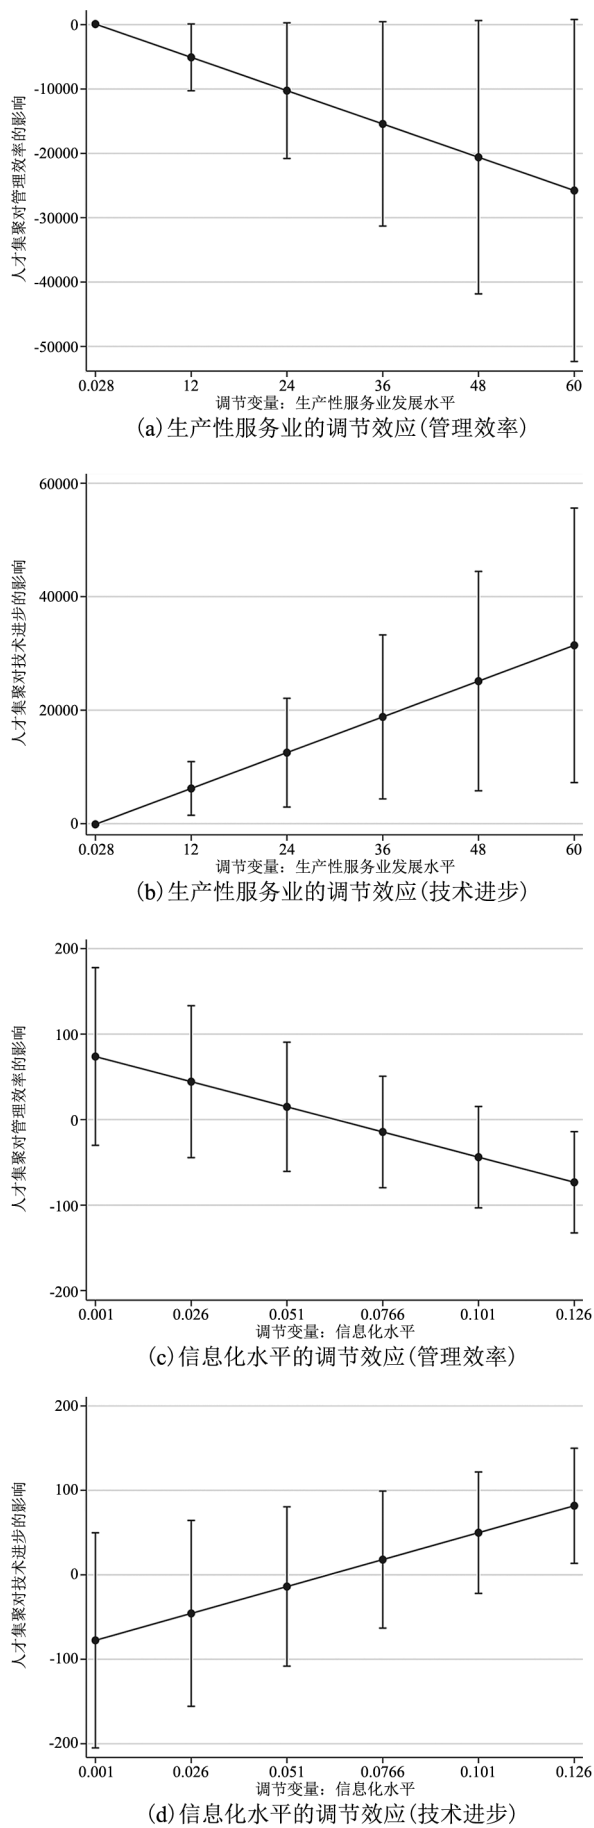 人才集聚对管理效率的影响
0
-10000
-20000
-30000
-40000
-50000
0.028 12 24 36 48 60
调节变量：生产性服务业发展水平
(a)生产性服务业的调节效应(管理效率)
人才集聚对技术进步的影响
60000
40000
20000
0
0.028 12 24 36 48 60
调节变量：生产性服务业发展水平
(b)生产性服务业的调节效应(技术进步)
人才集聚对管理效率的影响
200
100
0
-100
-200
0.001 0.026 0.051 0.0766 0.101 0.126
调节变量：信息化水平
(c)信息化水平的调节效应(管理效率)
人才集聚对技术进步的影响
200
100
0
-100
-200
0.001 0.026 0.051 0.0766 0.101 0.126
调节变量：信息化水平
(d)信息化水平的调节效应(技术进步)